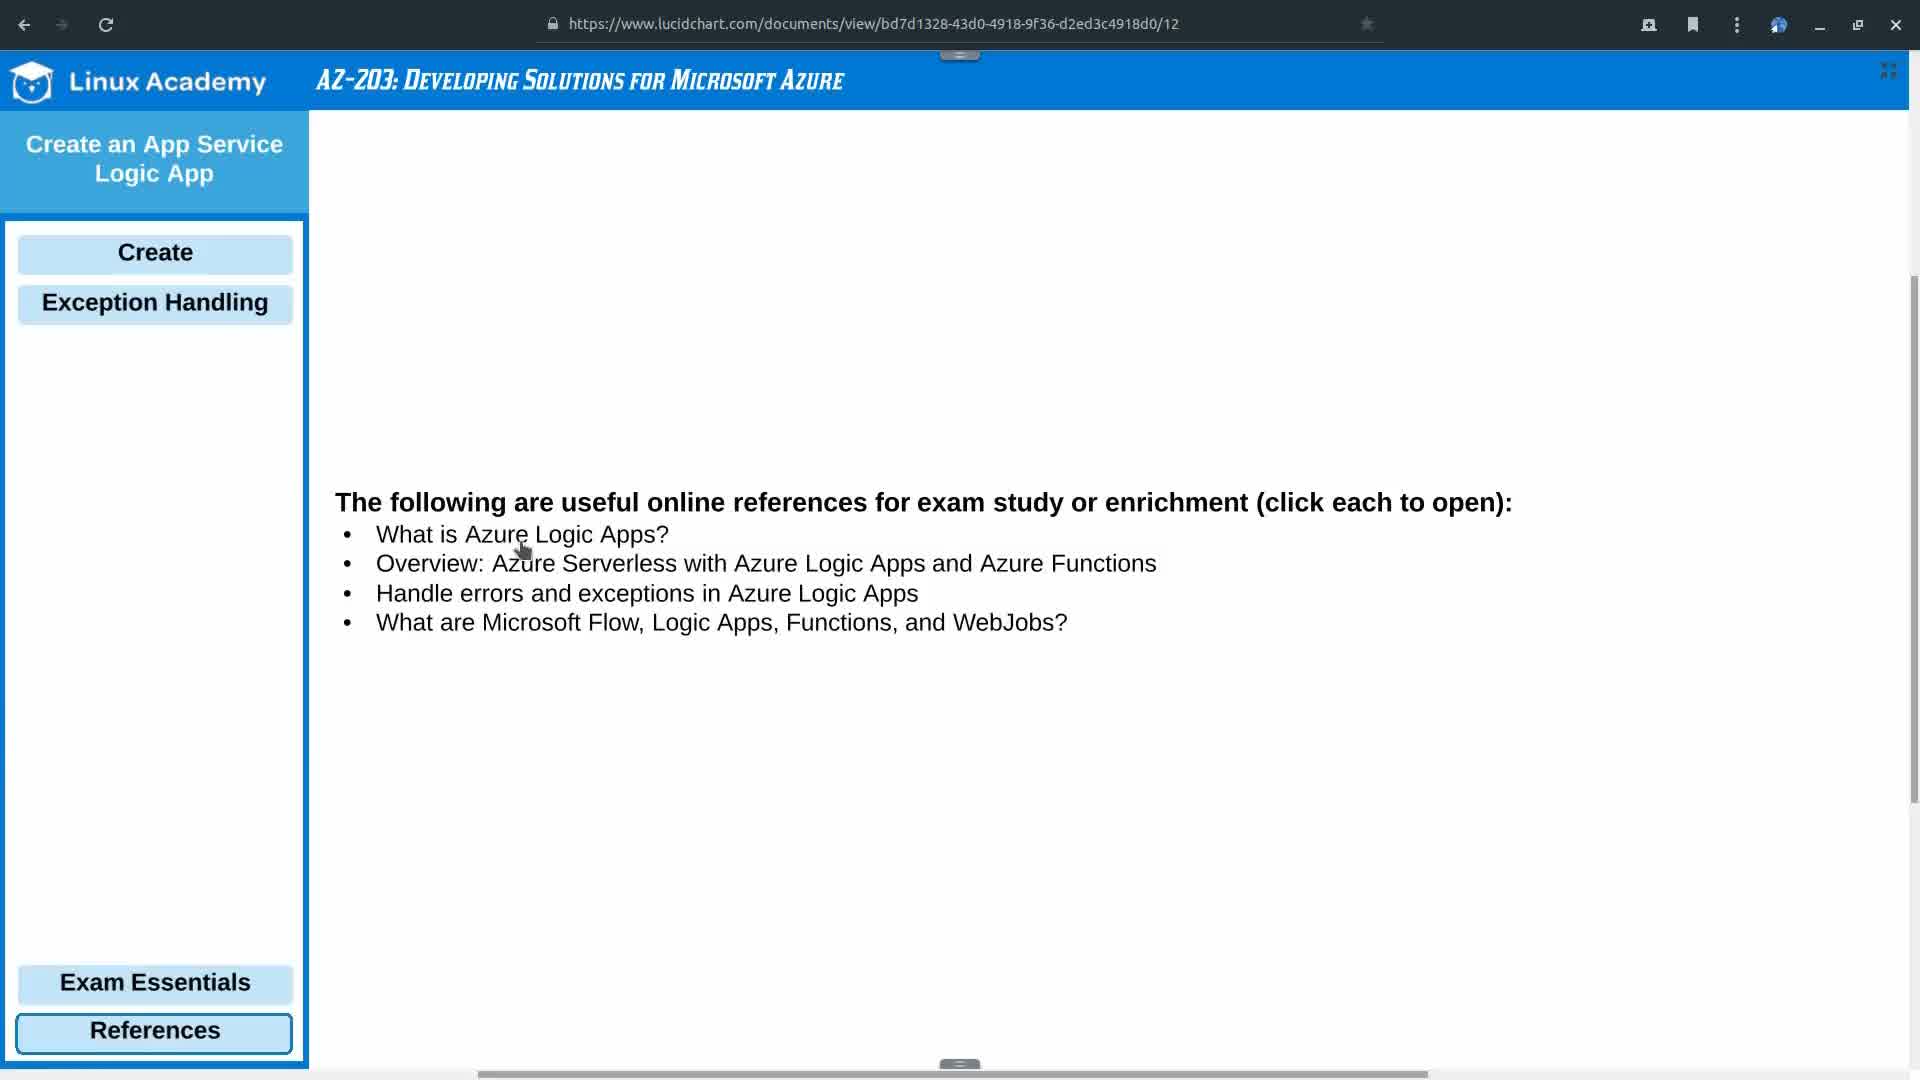 https://www.lucidchart.com/documents/view/bd7d1328-43d0-4918-9f36-d2ed3c4918d0/12
Linux Academy
AZ-203: Developing Solutions for Microsoft Azure
Create an App Service
Logic App
Create
Exception Handling
The following are useful online references for exam study or enrichment (click each to open):
• What is Azure Logic Apps?
• Overview: Azure Serverless with Azure Logic Apps and Azure Functions
• Handle errors and exceptions in Azure Logic Apps
• What are Microsoft Flow, Logic Apps, Functions, and WebJobs?
Exam Essentials
References